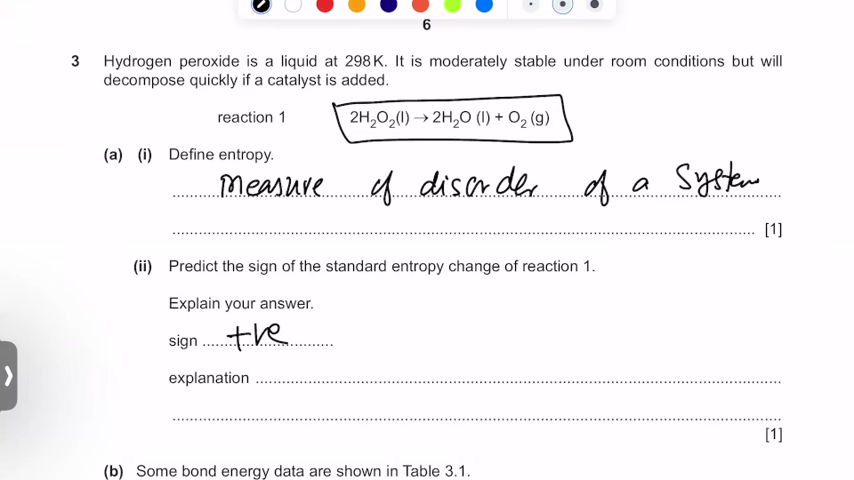 6
3 Hydrogen peroxide is a liquid at 298K. It is moderately stable under room conditions but will
decompose quickly if a catalyst is added.
reaction 1 2H₂O₂(l) → 2H₂O (l) + O₂ (g)
(a) (i) Define entropy.
measure of disorder of a system
[1]
(ii) Predict the sign of the standard entropy change of reaction 1.
Explain your answer.
sign +ve
explanation
[1]
(b) Some bond energy data are shown in Table 3.1.